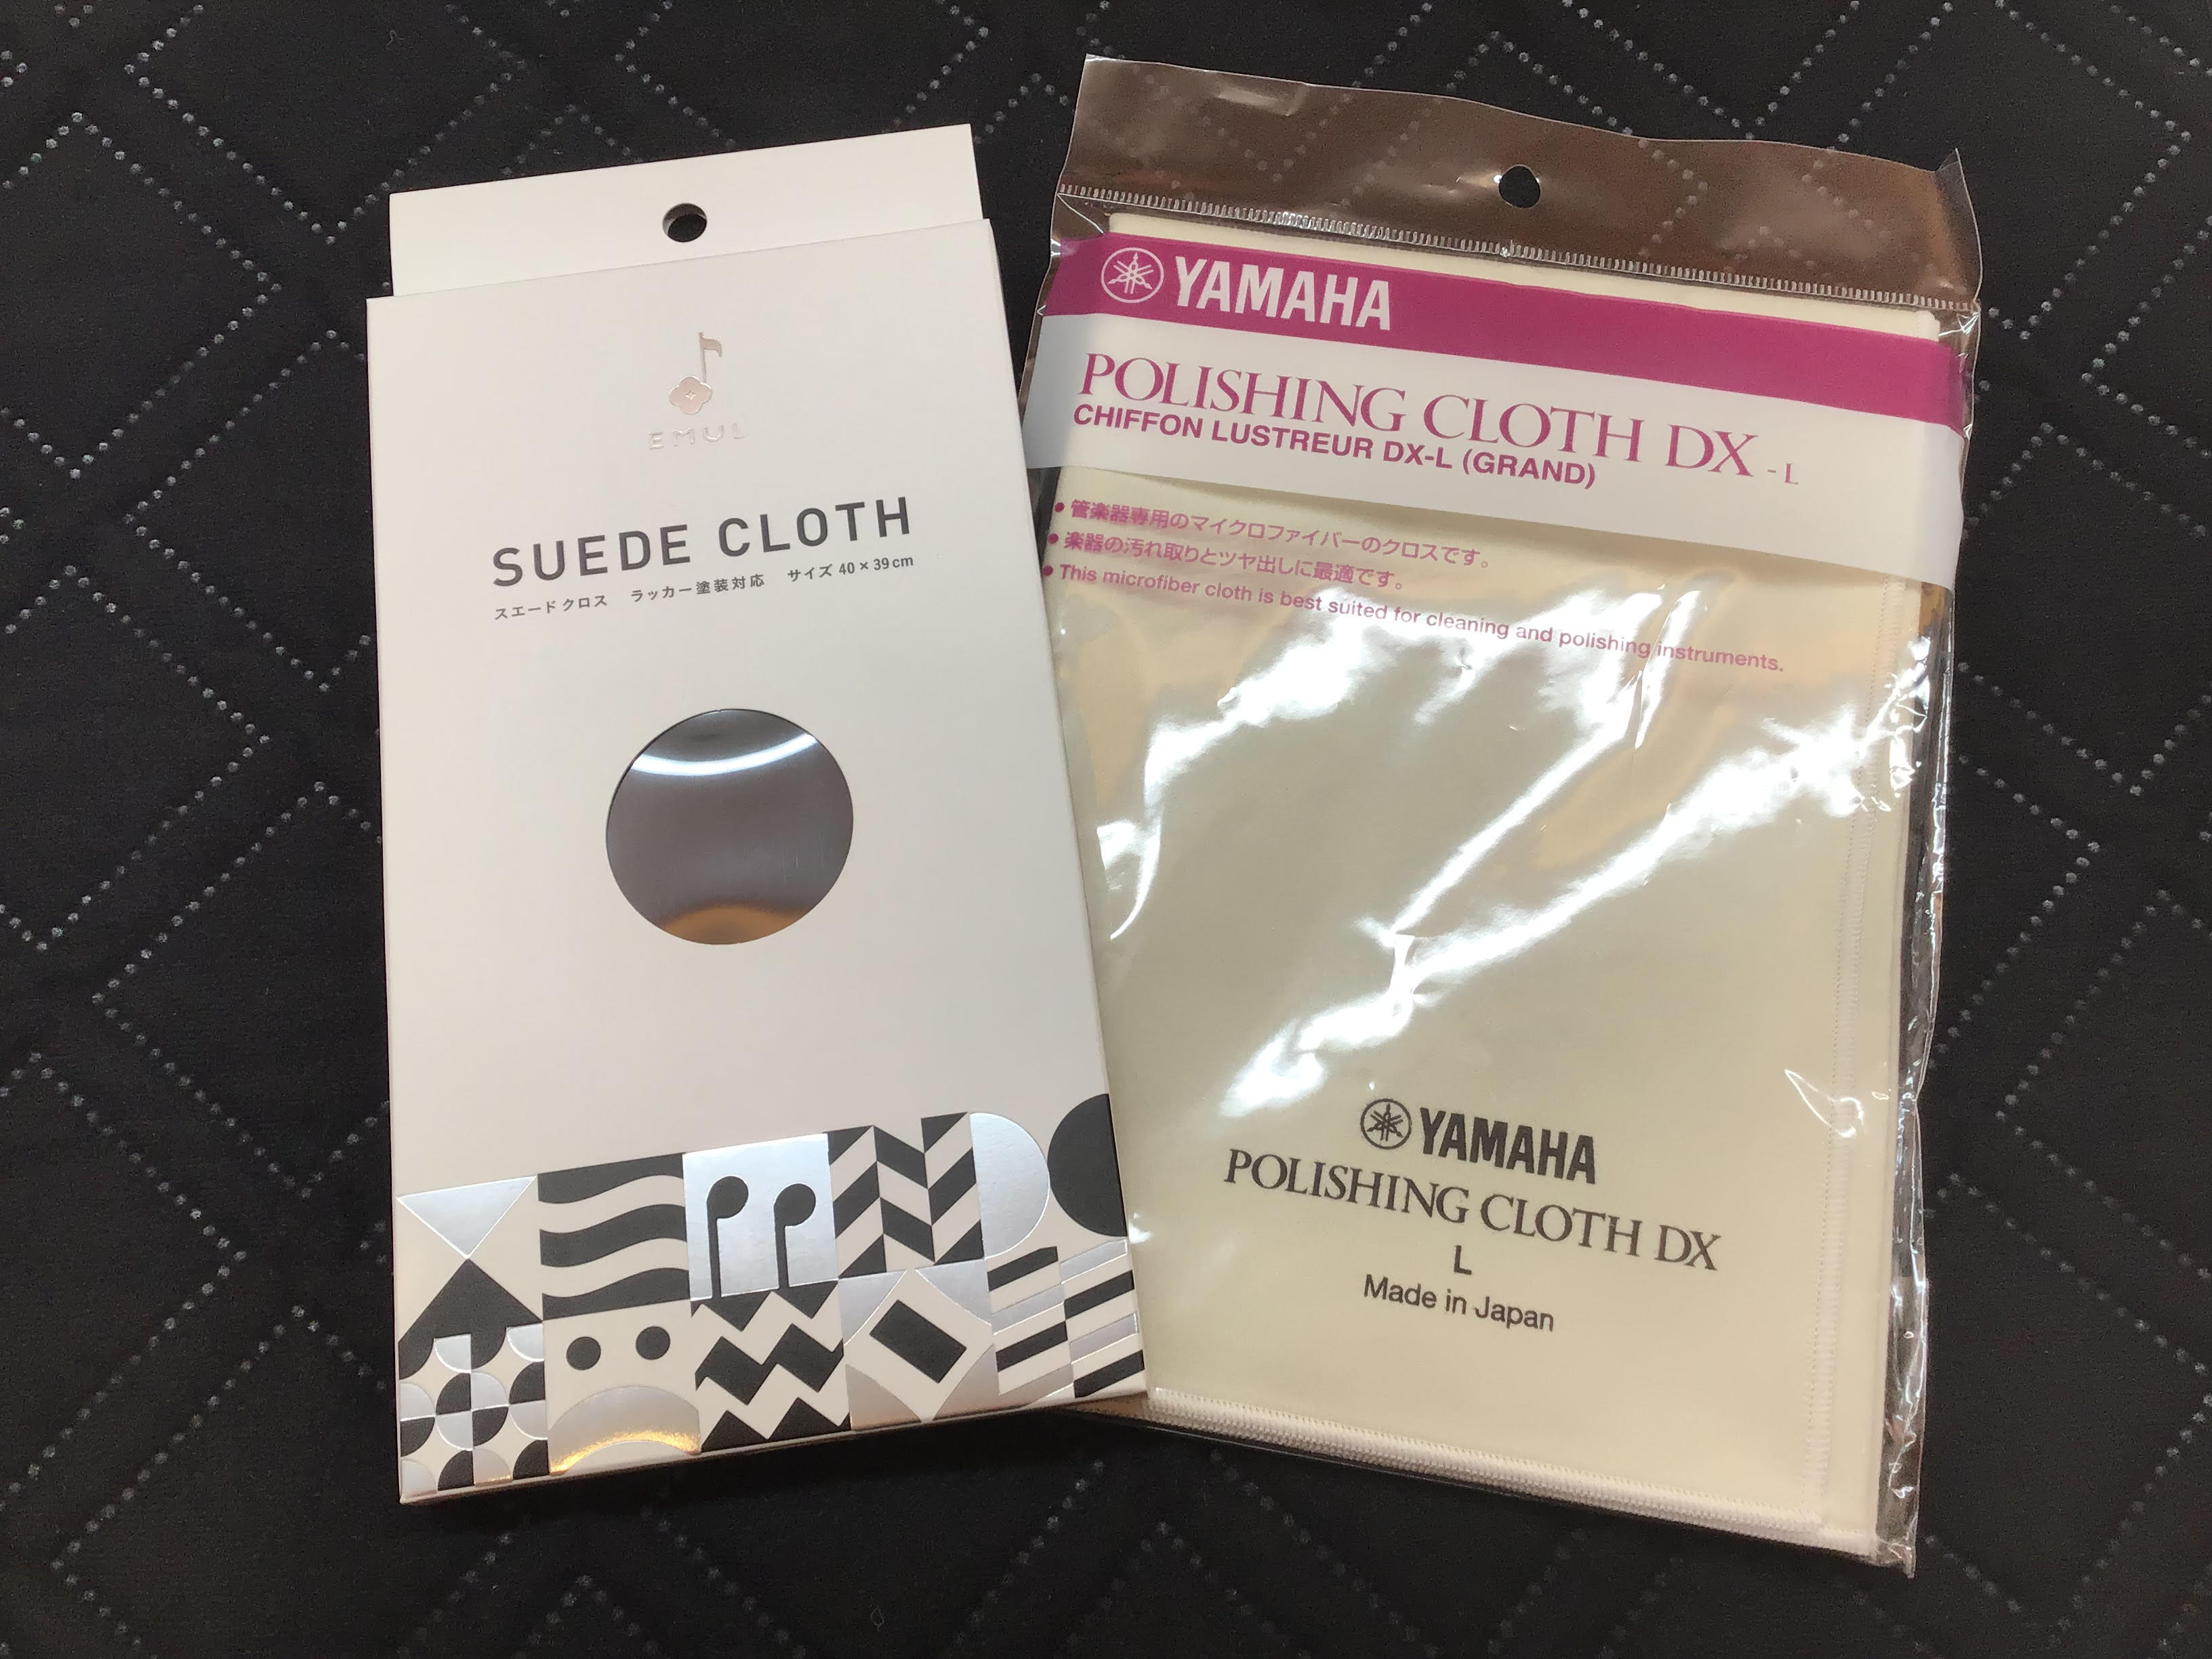 EMUL
SUEDE CLOTH
スエードクロス ラッカー塗装対応 サイズ 40×39cm
YAMAHA
POLISHING CLOTH DX - L
CHIFFON LUSTREUR DX-L (GRAND)
● 管楽器専用のマイクロファイバーのクロスです。
● 楽器の汚れ取りとツヤ出しに最適です。
● This microfiber cloth is best suited for cleaning and polishing instruments.
YAMAHA
POLISHING CLOTH DX
L
Made in Japan